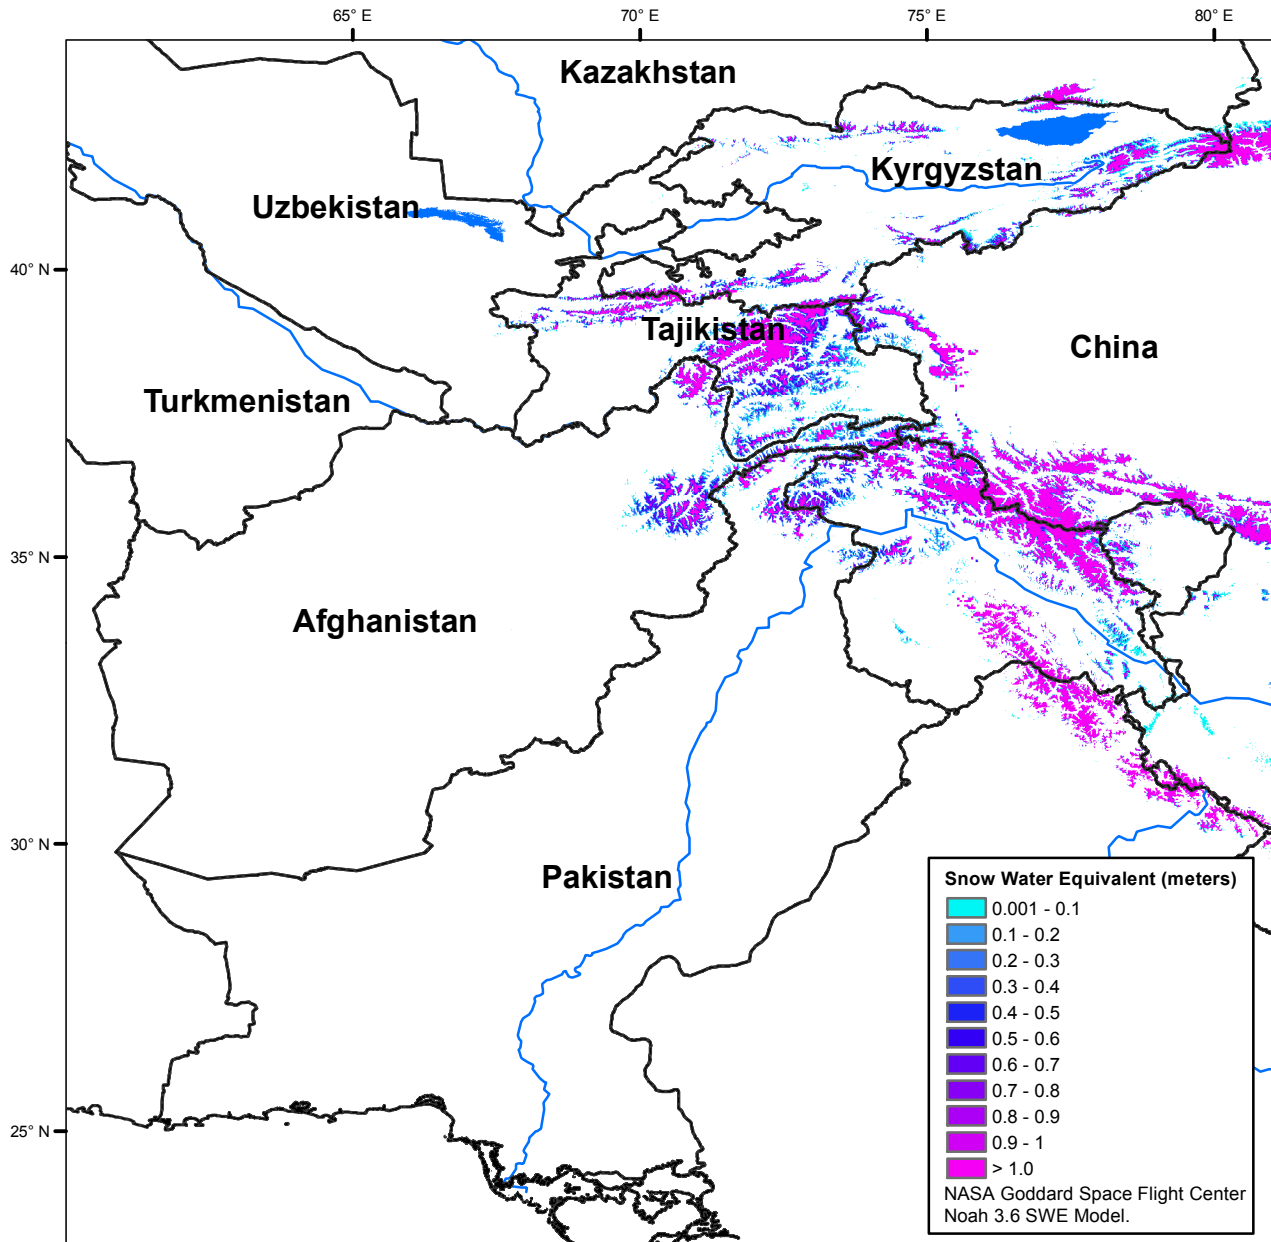 65° E
70° E
75° E
80° E
Kazakhstan
Kyrgyzstan
Uzbekistan
40° N
Tajikistan
China
Turkmenistan
35° N
Afghanistan
30° N
Pakistan
25° N
Snow Water Equivalent (meters)
0.001 - 0.1
0.1 - 0.2
0.2 - 0.3
0.3 - 0.4
0.4 - 0.5
0.5 - 0.6
0.6 - 0.7
0.7 - 0.8
0.8 - 0.9
0.9 - 1
> 1.0
NASA Goddard Space Flight Center
Noah 3.6 SWE Model.